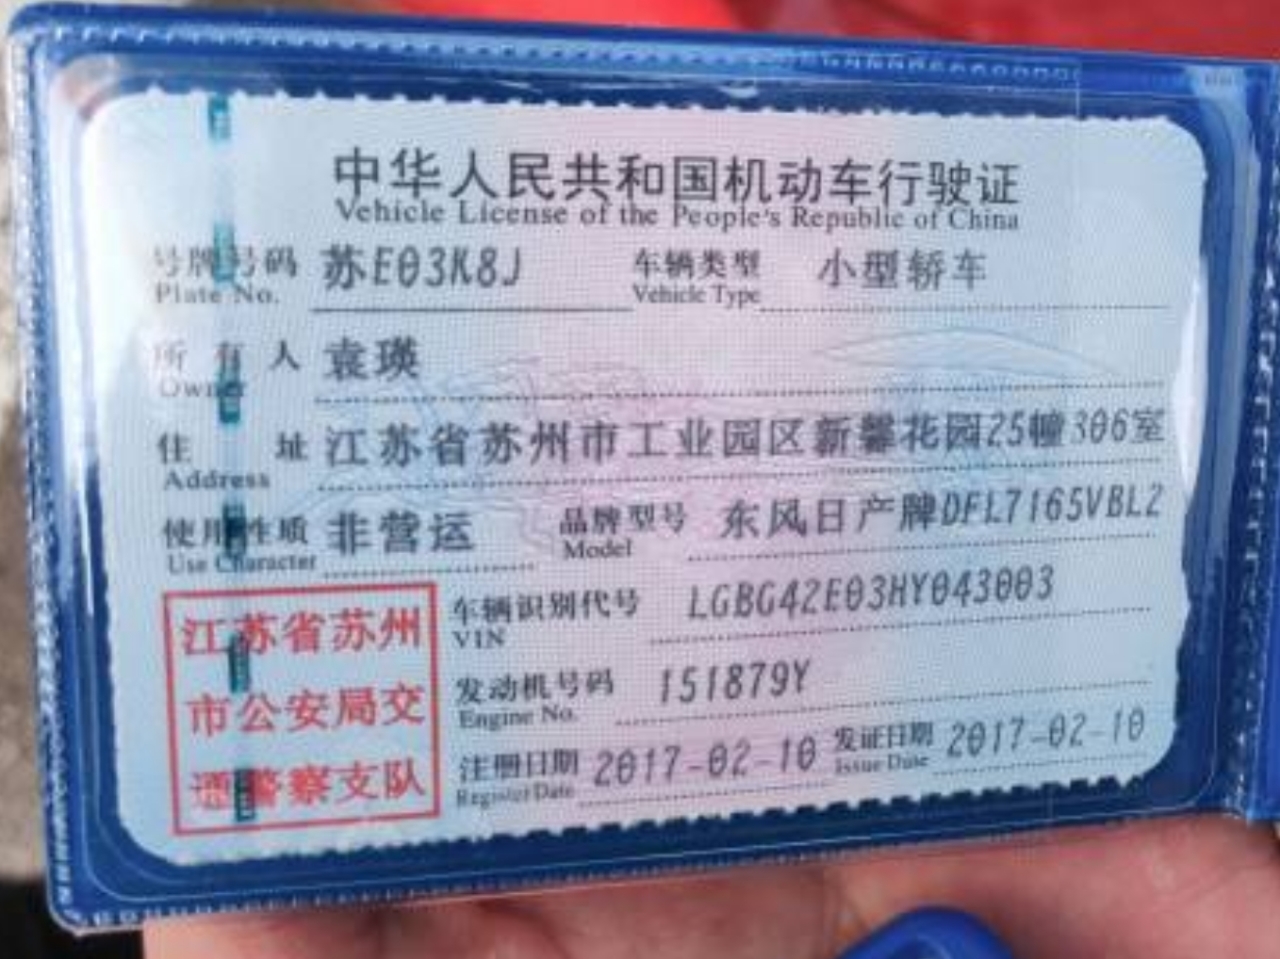 中华人民共和国机动车行驶证
Vehicle License of the People's Republic of China
号牌号码 苏E03K8J 车辆类型 小型轿车
Plate No. Vehicle Type
所有人 袁瑛
Owner
住址 江苏省苏州市工业园区新馨花园25幢306室
Address
使用性质 非营运 品牌型号 东风日产牌DFL7165VBL2
Use Character Model
车辆识别代号 LGBG42E03HY043003
VIN
发动机号码 151879Y
Engine No.
注册日期 2017-02-10 发证日期 2017-02-10
Register Date Issue Date
江苏省苏州
市公安局交
通警察支队